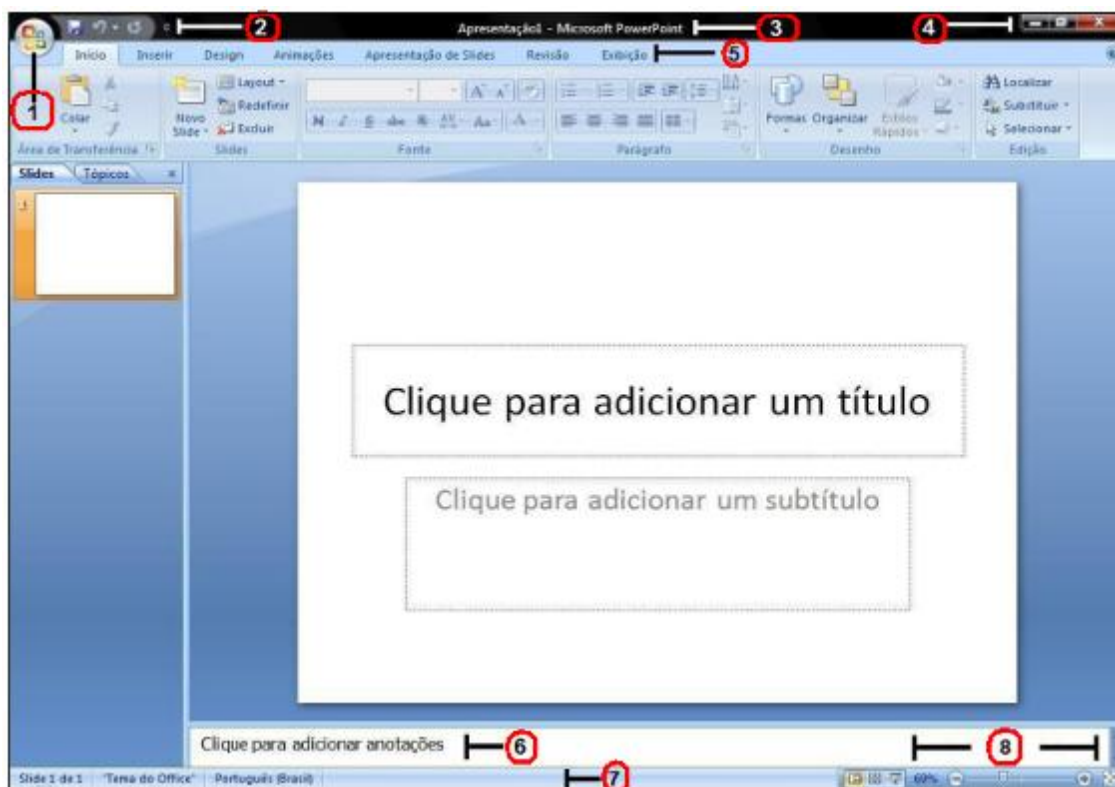 2
Apresentação1 - Microsoft PowerPoint
3
4
Início Inserir Design Animações Apresentação de Slides Revisão Exibição
5
1
Colar
Novo Slide
Layout
Redefinir
Excluir
Formas Organizar Estilos Rápidos
Localizar
Substituir
Selecionar
Área de Transferência Slides Fonte Parágrafo Desenho Edição
Slides Tópicos
1
Clique para adicionar um título
Clique para adicionar um subtítulo
Clique para adicionar anotações
6
8
Slide 1 de 1 "Tema do Office" Português (Brasil)
7
69%